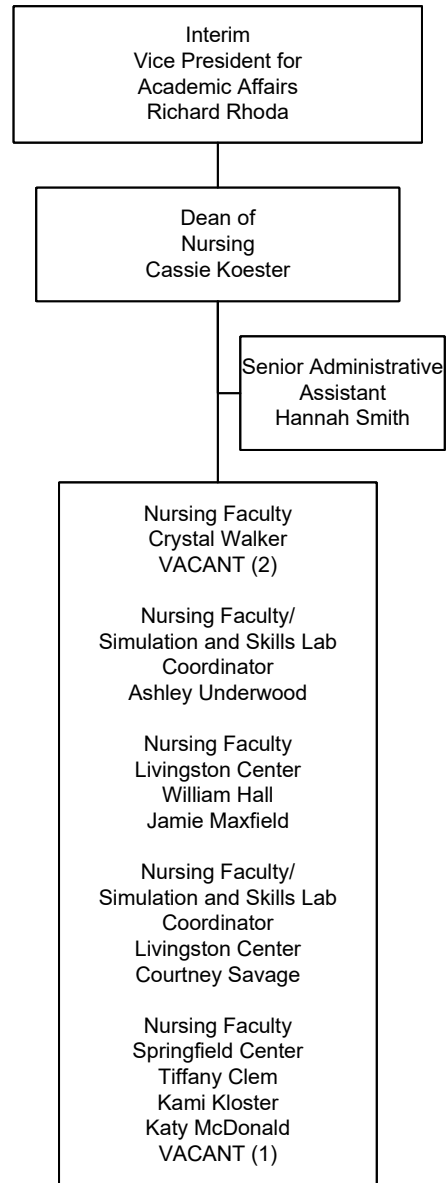 Interim
Vice President for
Academic Affairs
Richard Rhoda
Dean of
Nursing
Cassie Koester
Senior Administrative
Assistant
Hannah Smith
Nursing Faculty
Crystal Walker
VACANT (2)
Nursing Faculty/
Simulation and Skills Lab
Coordinator
Ashley Underwood
Nursing Faculty
Livingston Center
William Hall
Jamie Maxfield
Nursing Faculty/
Simulation and Skills Lab
Coordinator
Livingston Center
Courtney Savage
Nursing Faculty
Springfield Center
Tiffany Clem
Kami Kloster
Katy McDonald
VACANT (1)